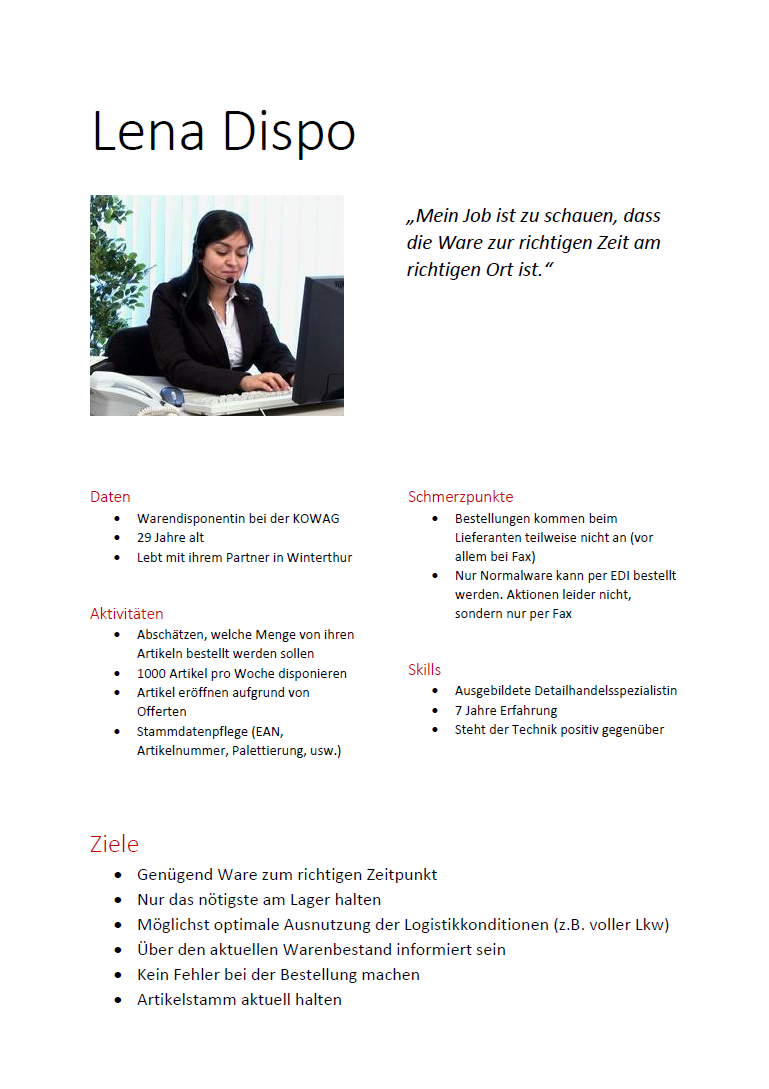 Lena Dispo
„Mein Job ist zu schauen, dass
die Ware zur richtigen Zeit am
richtigen Ort ist.“
Daten
• Warendisponentin bei der KOWAG
• 29 Jahre alt
• Lebt mit ihrem Partner in Winterthur
Aktivitäten
• Abschätzen, welche Menge von ihren
Artikeln bestellt werden sollen
• 1000 Artikel pro Woche disponieren
• Artikel eröffnen aufgrund von
Offerten
• Stammdatenpflege (EAN,
Artikelnummer, Palettierung, usw.)
Schmerzpunkte
• Bestellungen kommen beim
Lieferanten teilweise nicht an (vor
allem bei Fax)
• Nur Normalware kann per EDI bestellt
werden. Aktionen leider nicht,
sondern nur per Fax
Skills
• Ausgebildete Detailhandelsspezialistin
• 7 Jahre Erfahrung
• Steht der Technik positiv gegenüber
Ziele
• Genügend Ware zum richtigen Zeitpunkt
• Nur das nötigste am Lager halten
• Möglichst optimale Ausnutzung der Logistikkonditionen (z.B. voller Lkw)
• Über den aktuellen Warenbestand informiert sein
• Kein Fehler bei der Bestellung machen
• Artikelstamm aktuell halten